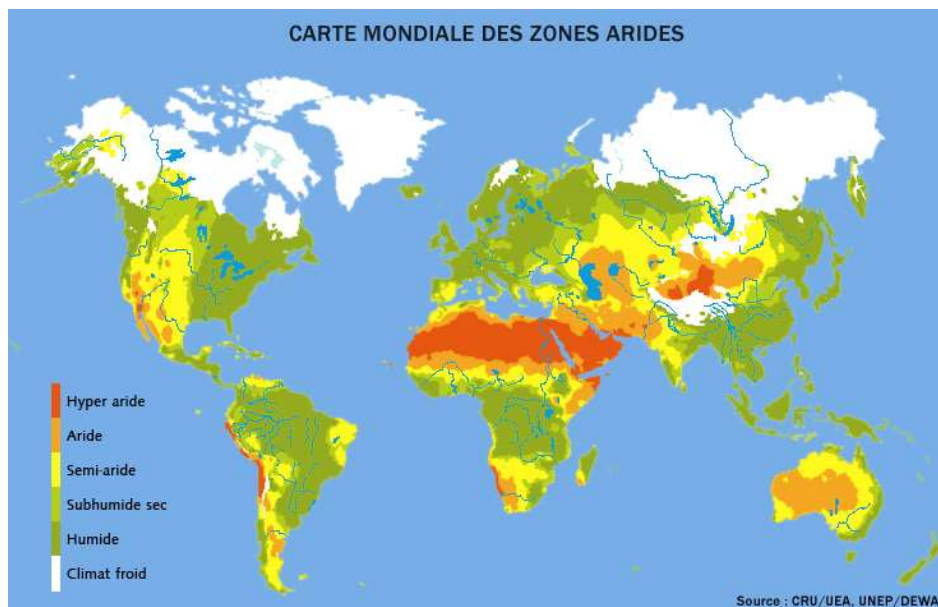 CARTE MONDIALE DES ZONES ARIDES
Hyper aride
Aride
Semi-aride
Subhumide sec
Humide
Climat froid
Source : CRU/UEA, UNEP/DEWA